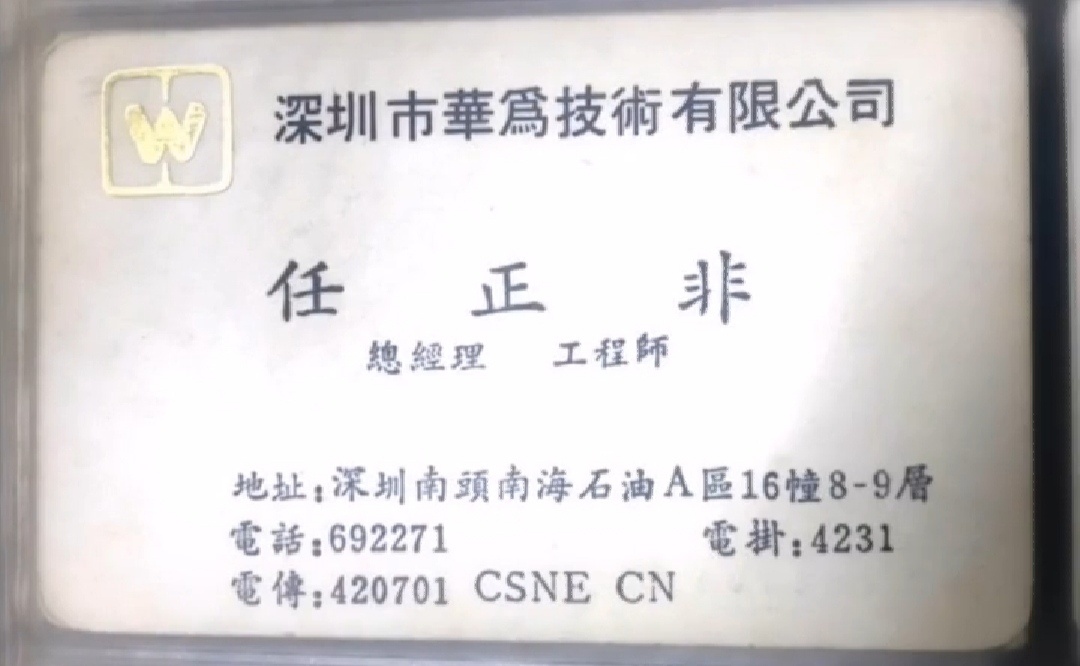 W
深圳市華爲技術有限公司
任 正 非
總經理 工程師
地址:深圳南頭南海石油A區16幢8-9層
電話:692271 電掛:4231
電傳:420701 CSNE CN